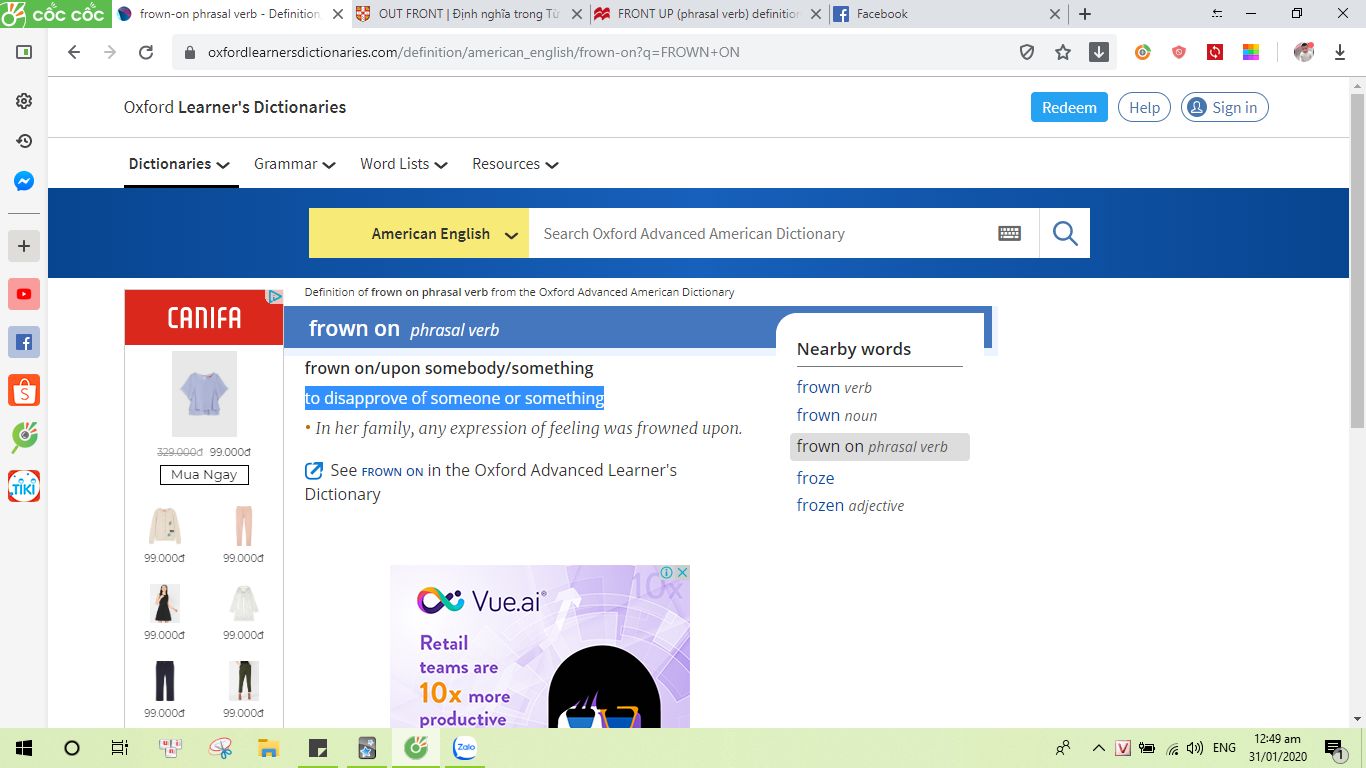 cốc cốc
frown-on phrasal verb - Definition,
OUT FRONT | Định nghĩa trong Từ
FRONT UP (phrasal verb) definition
Facebook
oxfordlearnersdictionaries.com/definition/american_english/frown-on?q=FROWN+ON
Oxford Learner's Dictionaries
Redeem
Help
Sign in
Dictionaries
Grammar
Word Lists
Resources
American English
Search Oxford Advanced American Dictionary
Definition of frown on phrasal verb from the Oxford Advanced American Dictionary
frown on phrasal verb
frown on/upon somebody/something
to disapprove of someone or something
• In her family, any expression of feeling was frowned upon.
See FROWN ON in the Oxford Advanced Learner's
Dictionary
Nearby words
frown verb
frown noun
frown on phrasal verb
froze
frozen adjective
CANIFA
329.000đ 99.000đ
Mua Ngay
99.000đ 99.000đ
99.000đ 99.000đ
99.000đ 99.000đ
10x
Vue.ai®
Retail
teams are
10x more
productive
TIKI
Zalo
ENG
12:49 am
31/01/2020
1